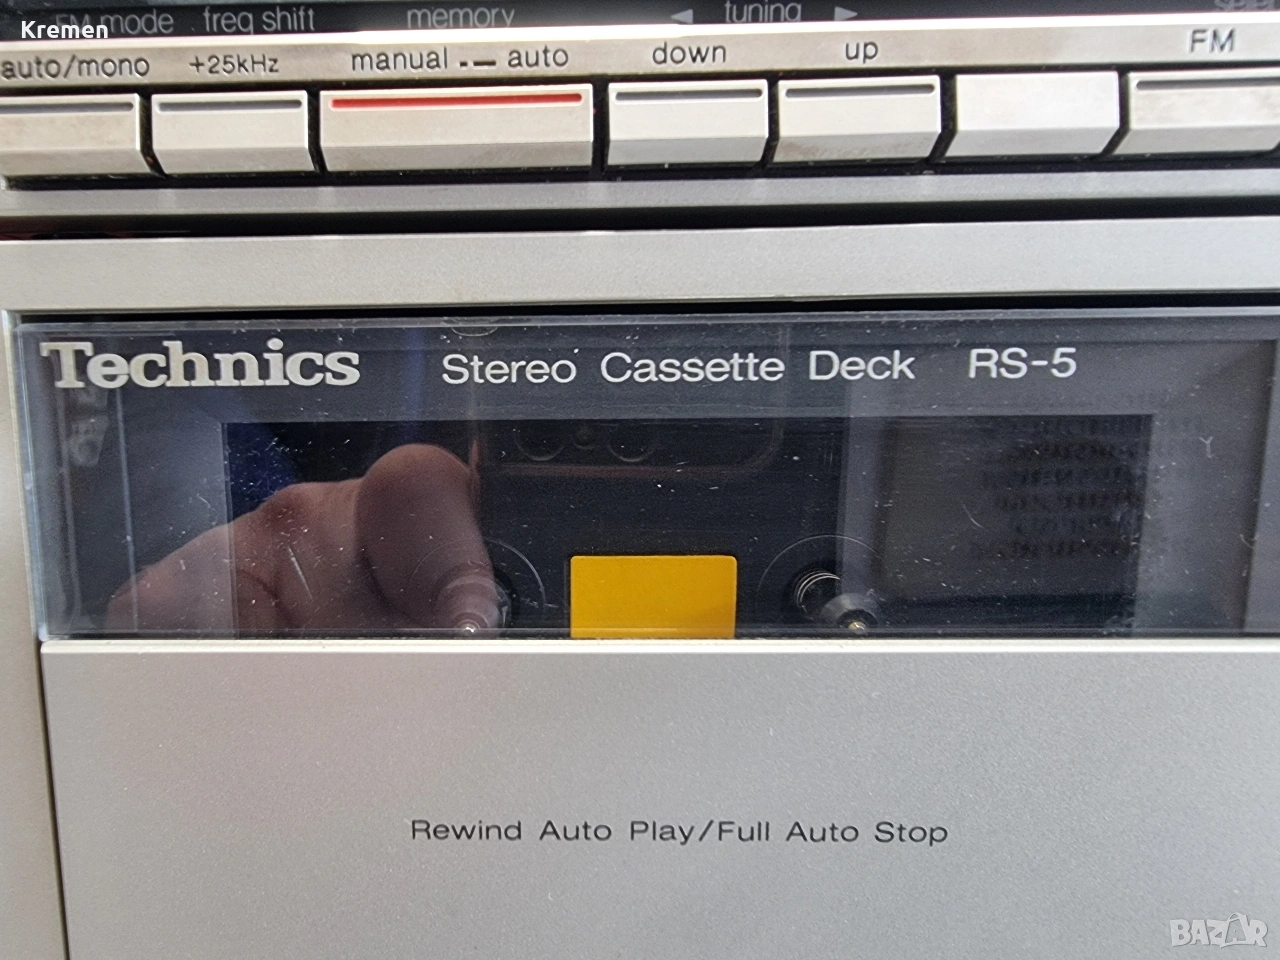 Kremen
FM mode freq shift memory ◄ tuning ►
auto/mono +25kHz manual auto down up FM
Technics Stereo Cassette Deck RS-5
Rewind Auto Play/Full Auto Stop
BAZAR